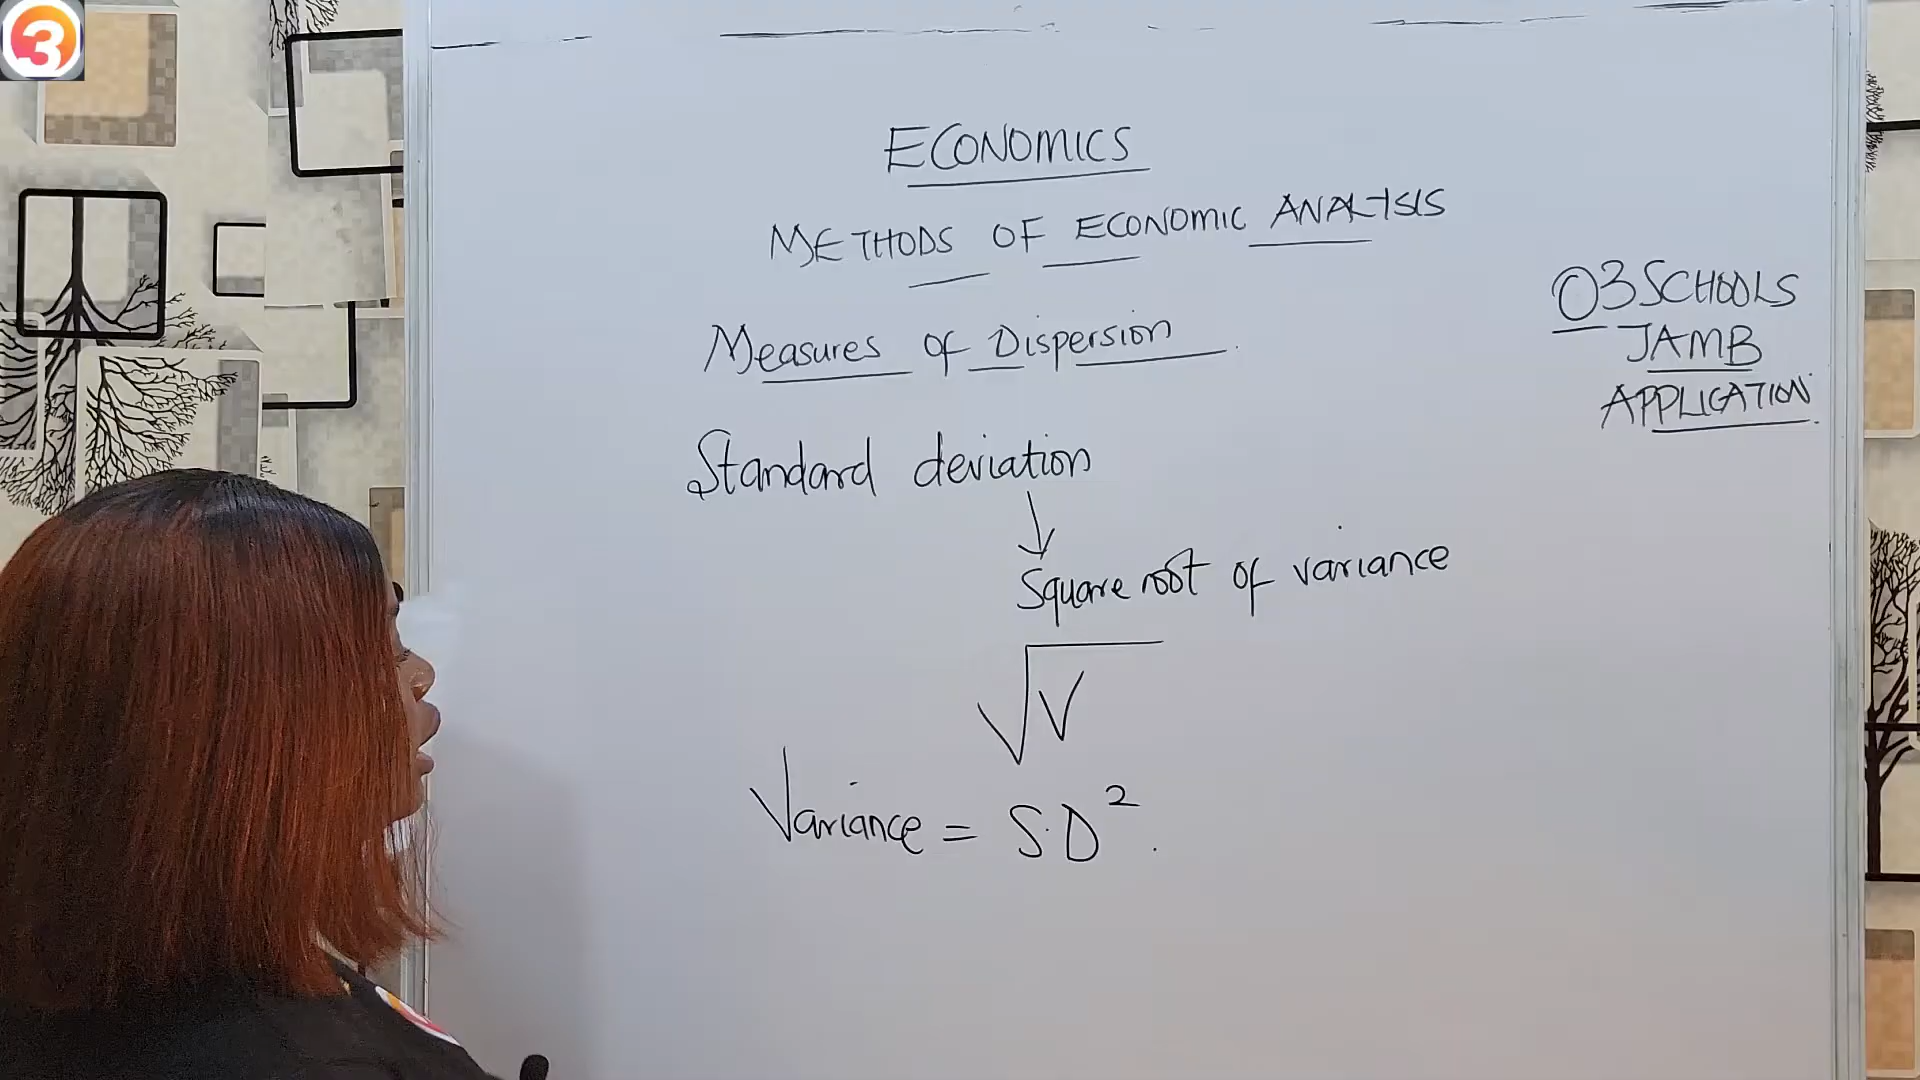 3
ECONOMICS
METHODS OF ECONOMIC ANALYSIS
Measures of Dispersion
Standard deviation
↓
Square root of variance
√V
Variance = S.D².
O3SCHOOLS
JAMB
APPLICATION.